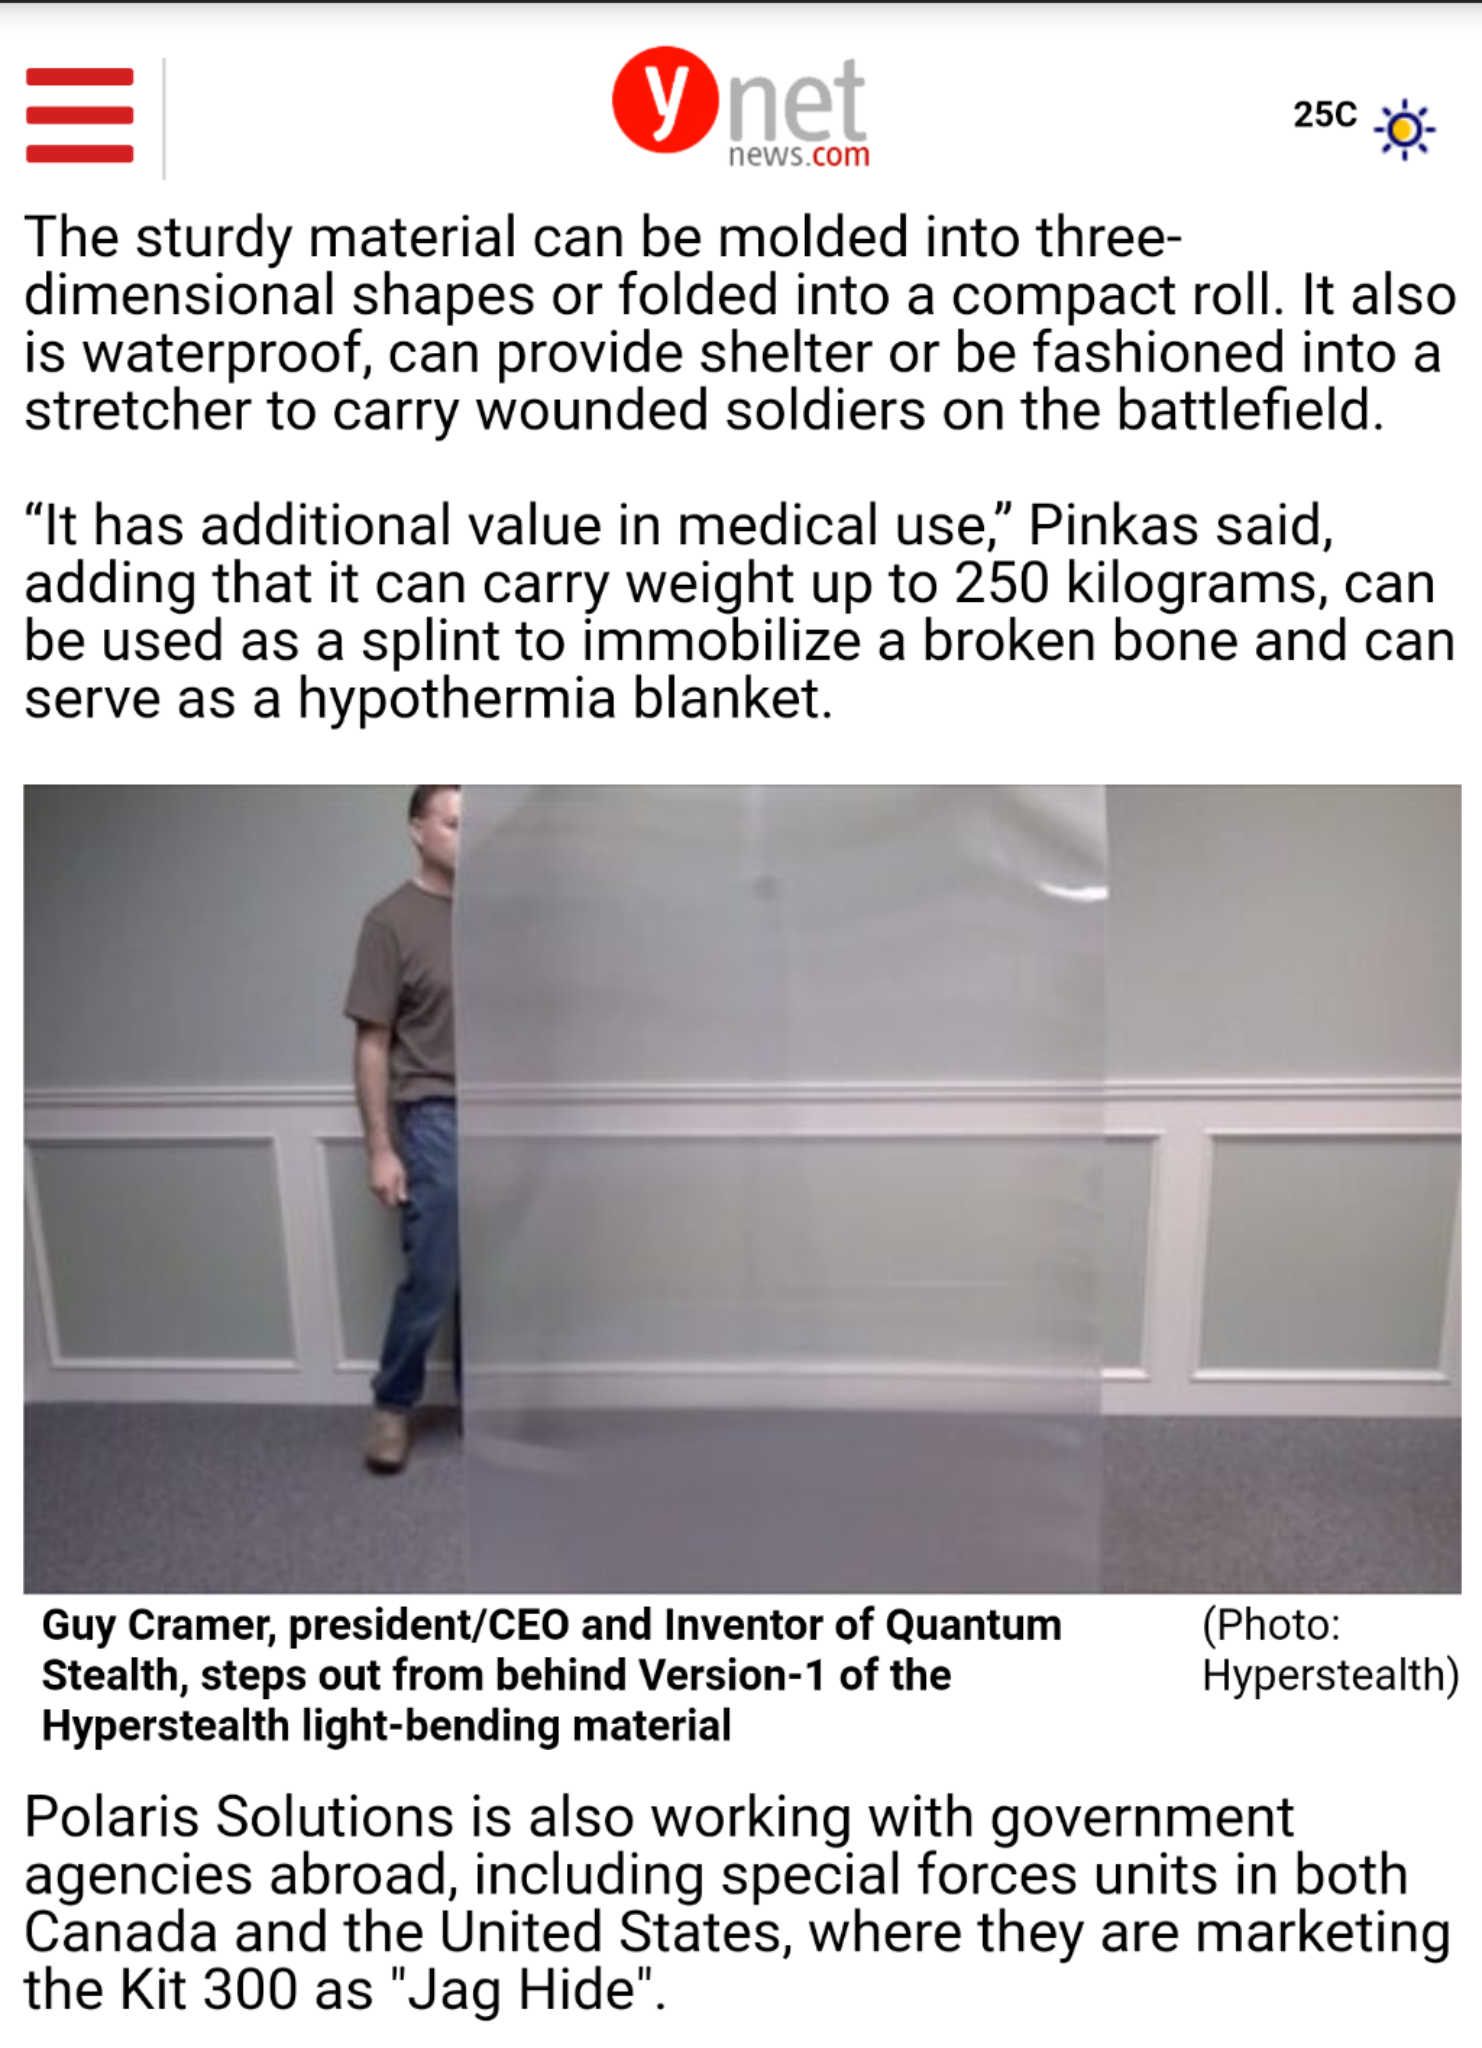 ynet
news.com
25C
The sturdy material can be molded into three-
dimensional shapes or folded into a compact roll. It also
is waterproof, can provide shelter or be fashioned into a
stretcher to carry wounded soldiers on the battlefield.
“It has additional value in medical use,” Pinkas said,
adding that it can carry weight up to 250 kilograms, can
be used as a splint to immobilize a broken bone and can
serve as a hypothermia blanket.
Guy Cramer, president/CEO and Inventor of Quantum
Stealth, steps out from behind Version-1 of the
Hyperstealth light-bending material
(Photo:
Hyperstealth)
Polaris Solutions is also working with government
agencies abroad, including special forces units in both
Canada and the United States, where they are marketing
the Kit 300 as "Jag Hide".